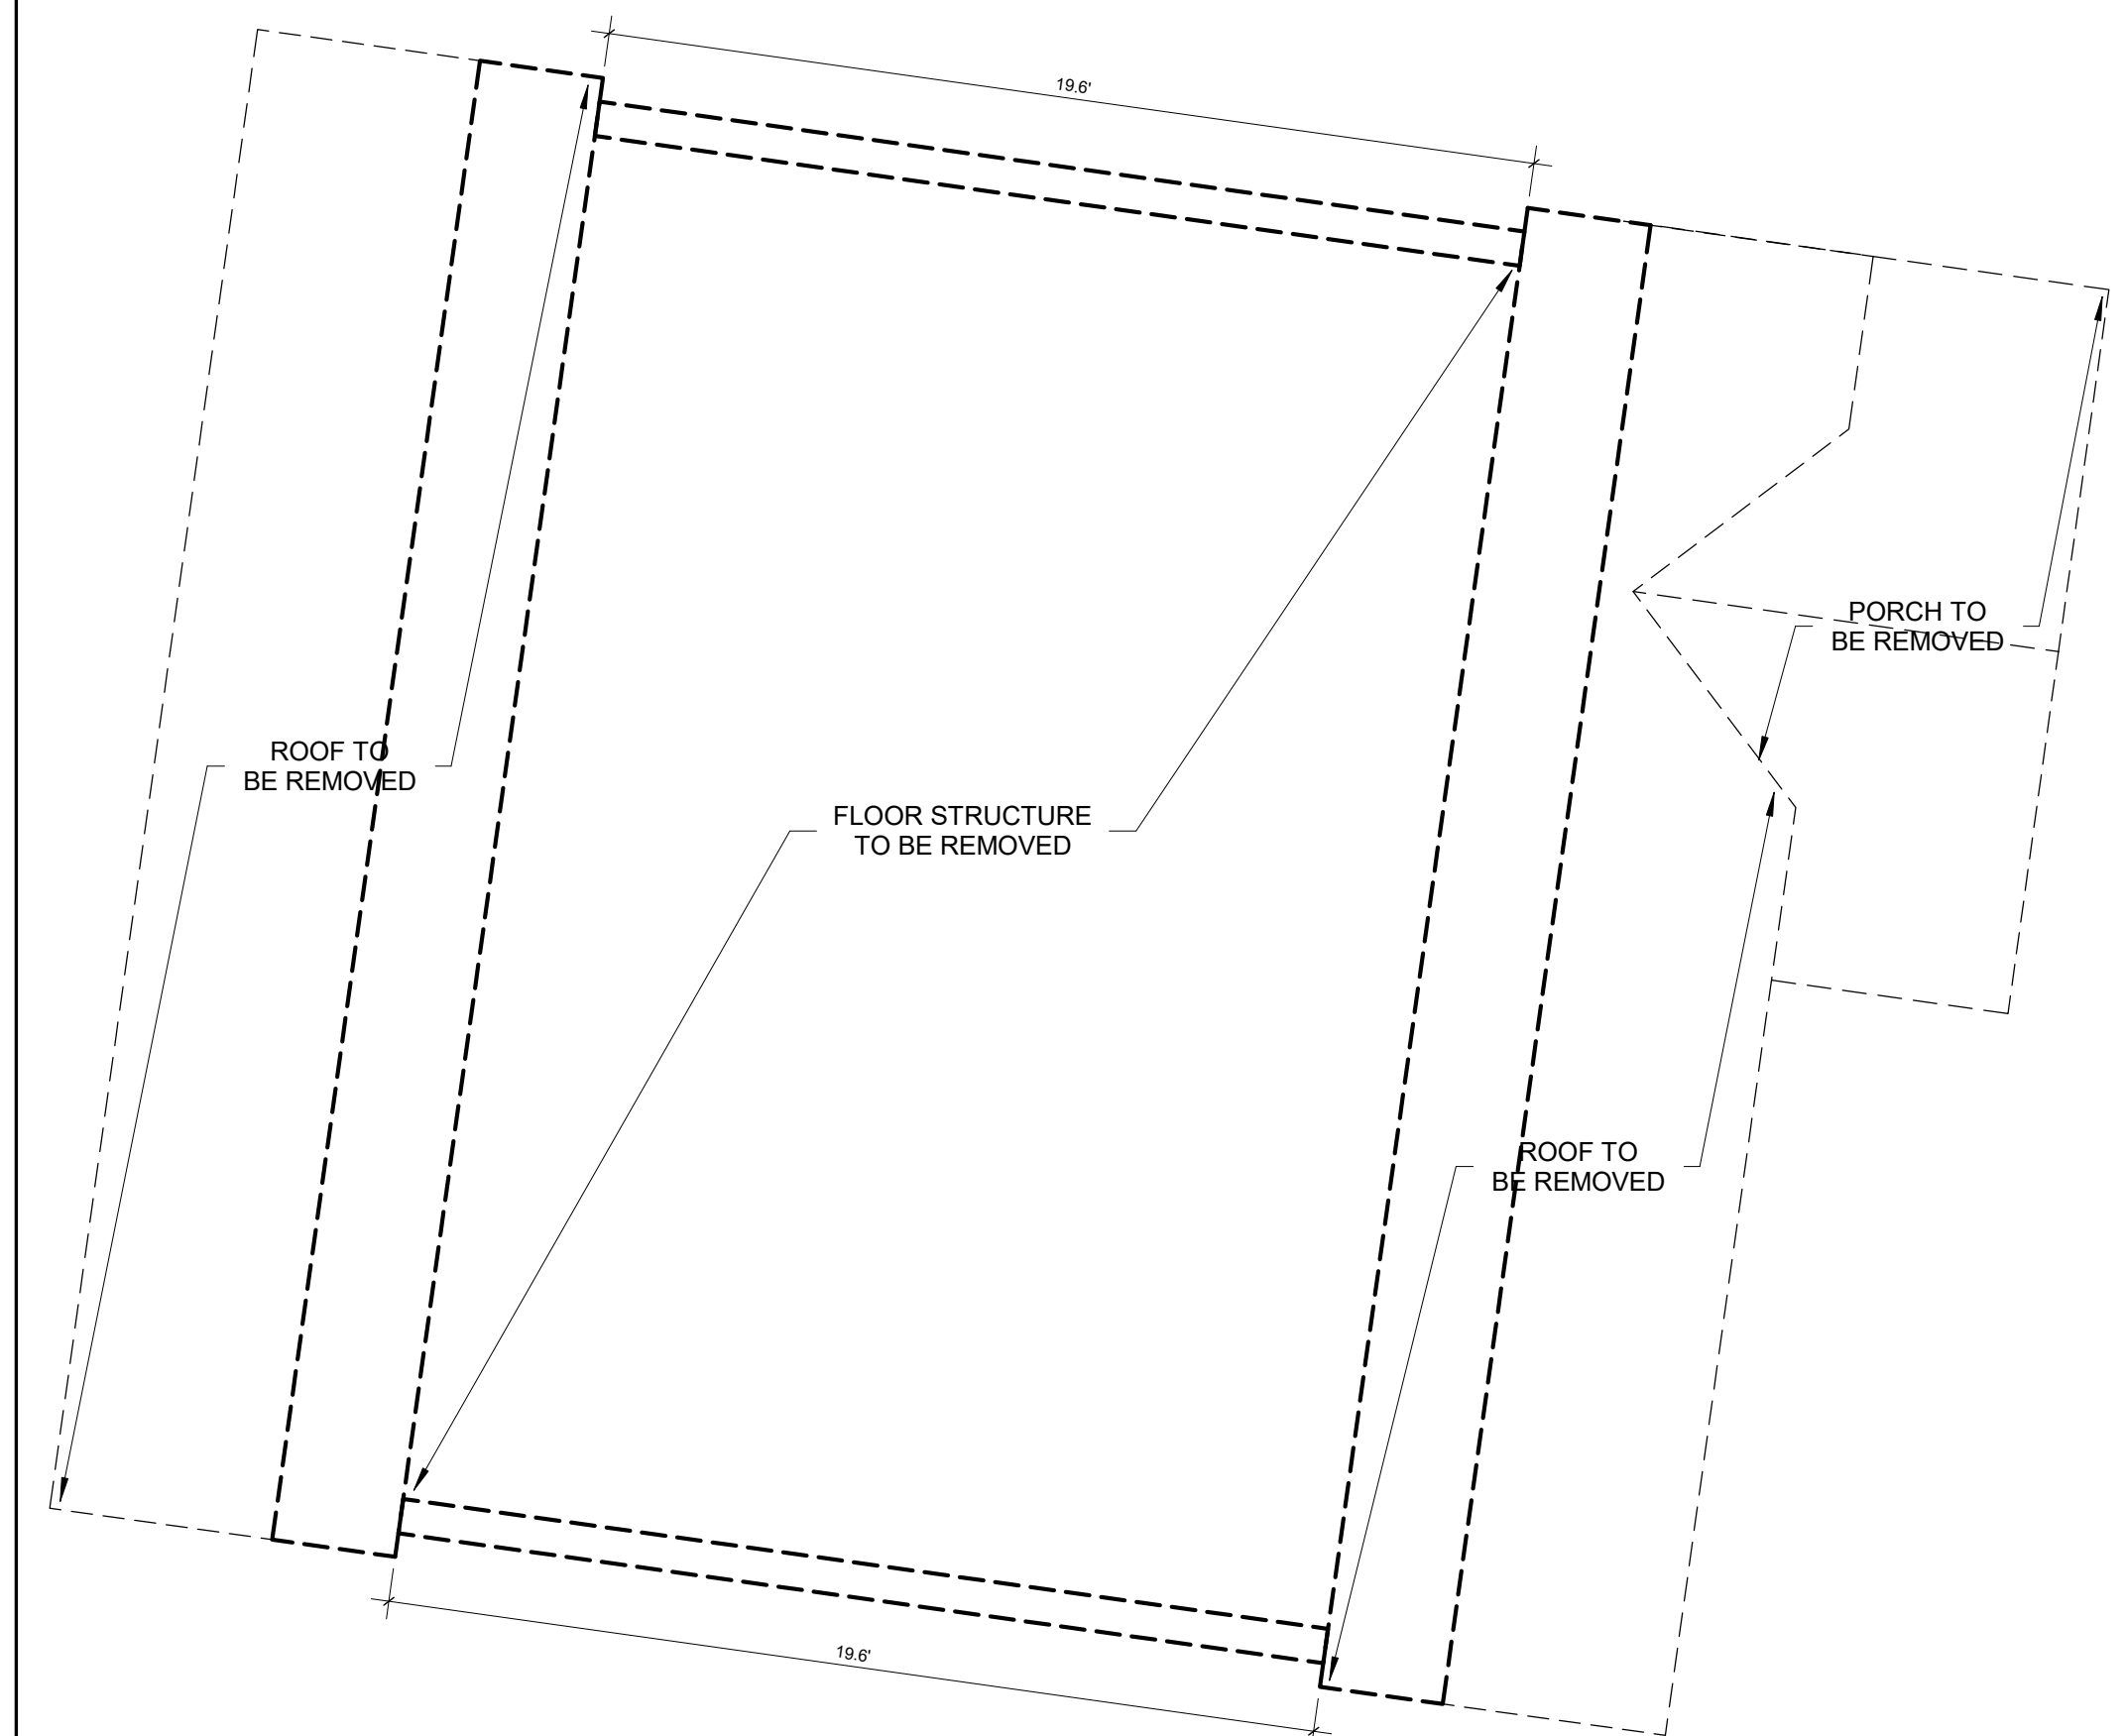 19.6'
PORCH TO
BE REMOVED
ROOF TO
BE REMOVED
FLOOR STRUCTURE
TO BE REMOVED
ROOF TO
BE REMOVED
19.6'